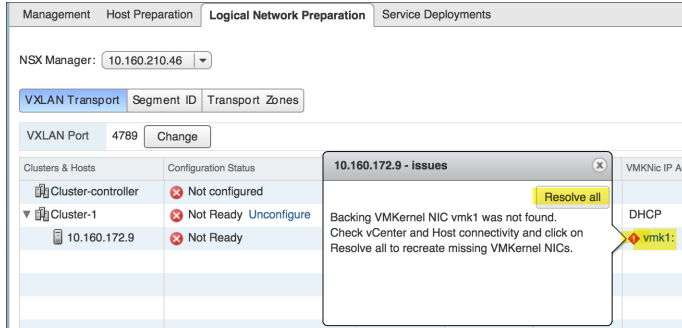 Management Host Preparation Logical Network Preparation Service Deployments
NSX Manager: 10.160.210.46
VXLAN Transport Segment ID Transport Zones
VXLAN Port 4789 Change
Clusters & Hosts Configuration Status 10.160.172.9 - issues VMKNic IP A
Cluster-controller Not configured Resolve all
Cluster-1 Not Ready Unconfigure Backing VMKernel NIC vmk1 was not found. DHCP
Check vCenter and Host connectivity and click on
10.160.172.9 Not Ready Resolve all to recreate missing VMKernel NICs. vmk1: